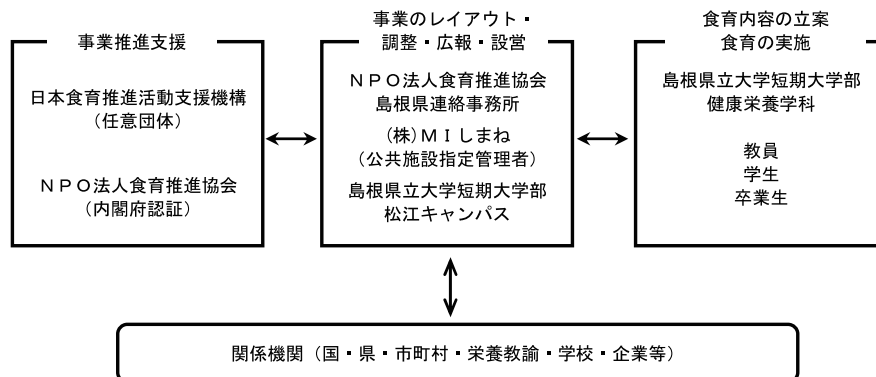 事業推進支援
日本食育推進活動支援機構
(任意団体)
ＮＰＯ法人食育推進協会
(内閣府認証)
事業のレイアウト・
調整・広報・設営
ＮＰＯ法人食育推進協会
島根県連絡事務所
(株)ＭＩしまね
(公共施設指定管理者)
島根県立大学短期大学部
松江キャンパス
食育内容の立案
食育の実施
島根県立大学短期大学部
健康栄養学科
教員
学生
卒業生
関係機関（国・県・市町村・栄養教諭・学校・企業等）